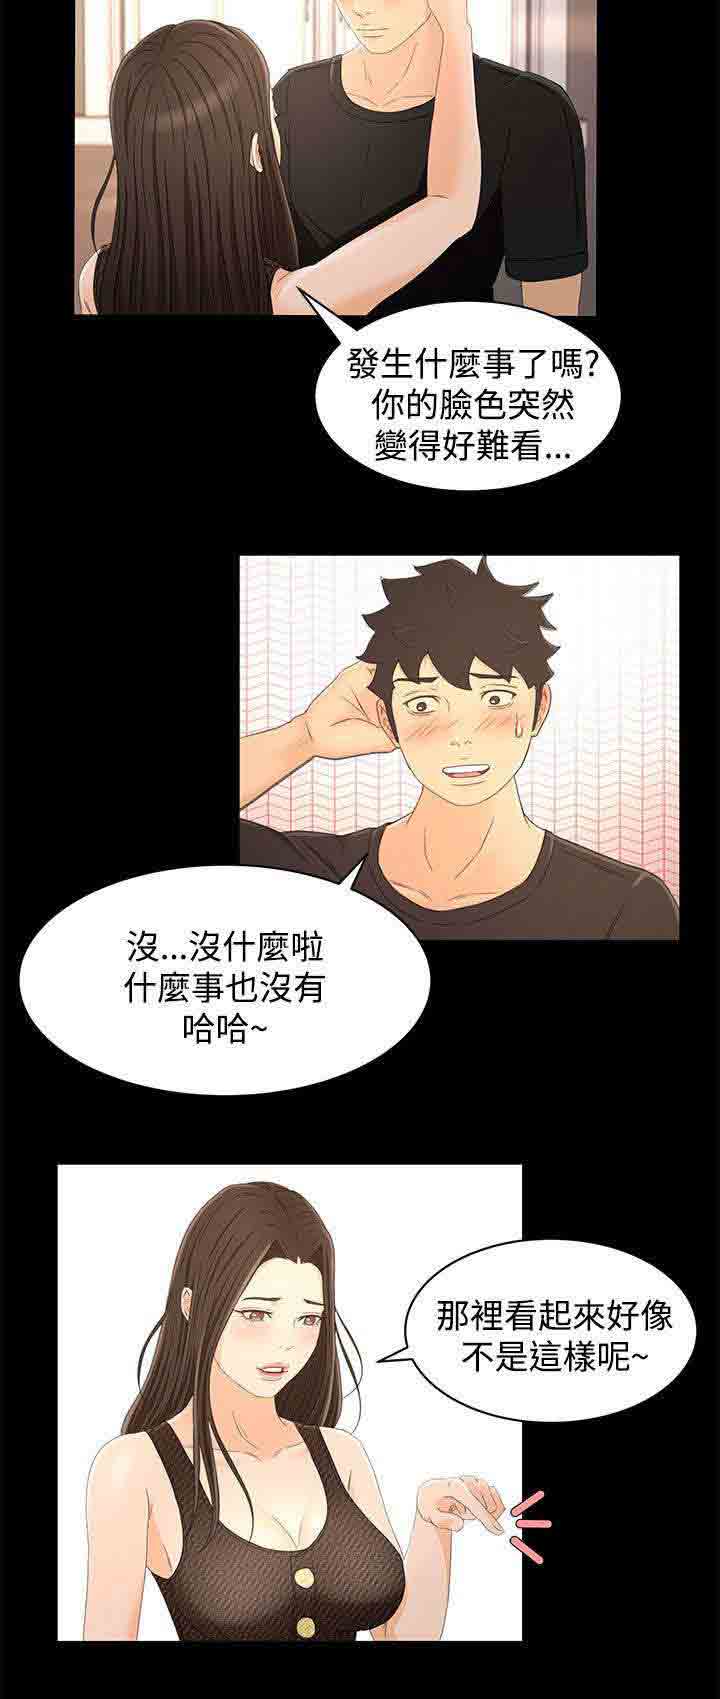 發生什麼事了嗎?
你的臉色突然
變得好難看...
沒...沒什麼啦
什麼事也沒有
哈哈~
那裡看起來好像
不是這樣呢~